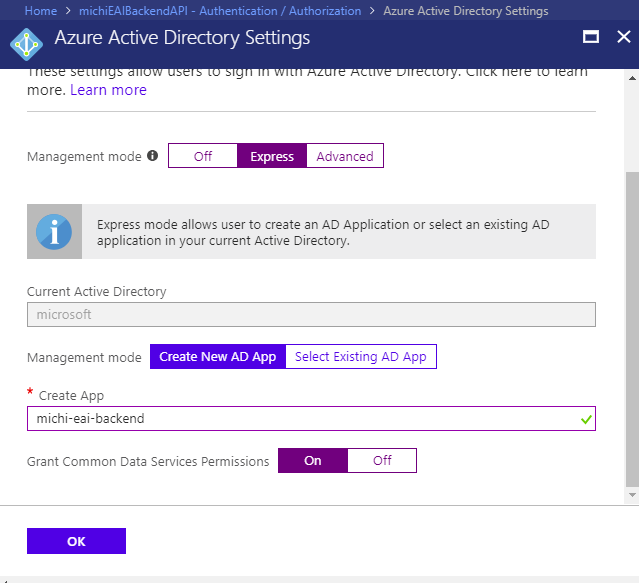 Home > michiEAIBackendAPI - Authentication / Authorization > Azure Active Directory Settings
Azure Active Directory Settings
These settings allow users to sign in with Azure Active Directory. Click here to learn
more. Learn more
Management mode Off Express Advanced
Express mode allows user to create an AD Application or select an existing AD
application in your current Active Directory.
Current Active Directory
microsoft
Management mode Create New AD App Select Existing AD App
* Create App
michi-eai-backend
Grant Common Data Services Permissions On Off
OK